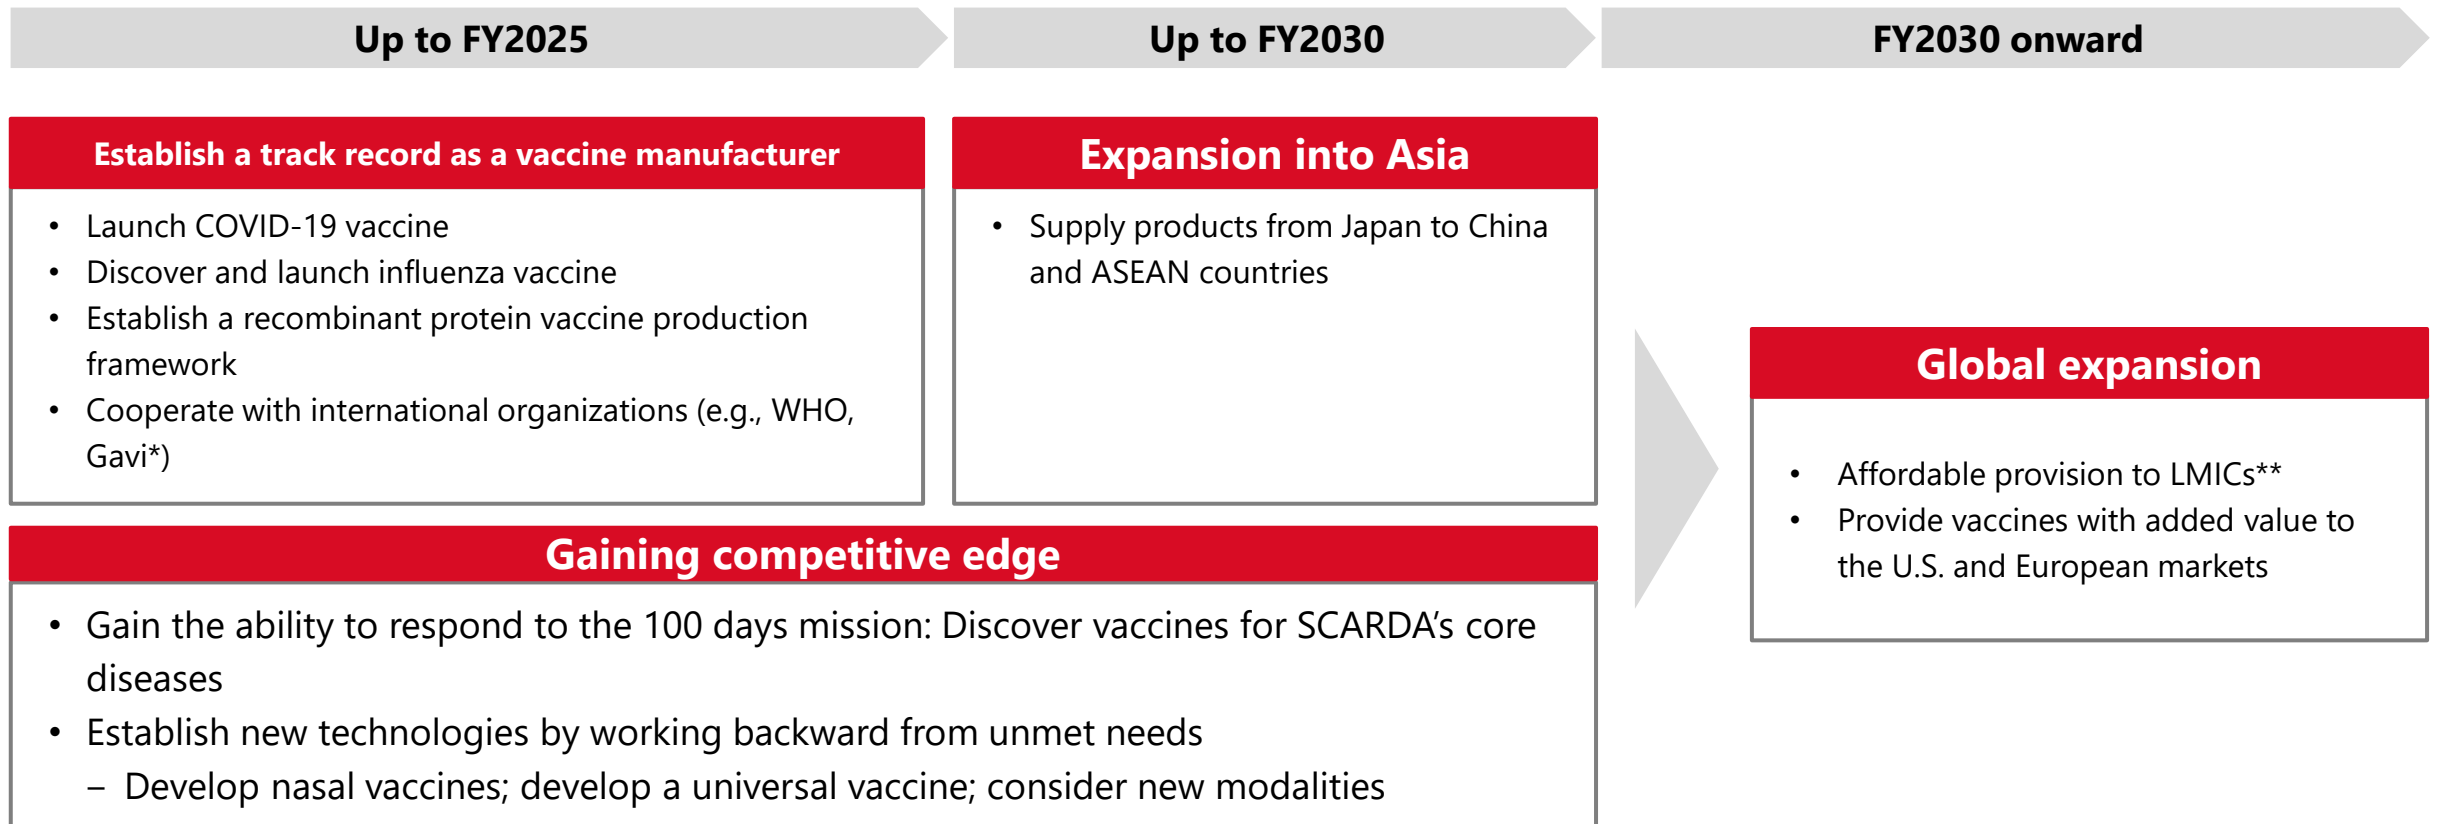 Up to FY2025
Up to FY2030
FY2030 onward
Establish a track record as a vaccine manufacturer
• Launch COVID-19 vaccine
• Discover and launch influenza vaccine
• Establish a recombinant protein vaccine production
framework
• Cooperate with international organizations (e.g., WHO,
Gavi*)
Expansion into Asia
• Supply products from Japan to China
and ASEAN countries
Gaining competitive edge
• Gain the ability to respond to the 100 days mission: Discover vaccines for SCARDA’s core
diseases
• Establish new technologies by working backward from unmet needs
– Develop nasal vaccines; develop a universal vaccine; consider new modalities
Global expansion
• Affordable provision to LMICs**
• Provide vaccines with added value to
the U.S. and European markets